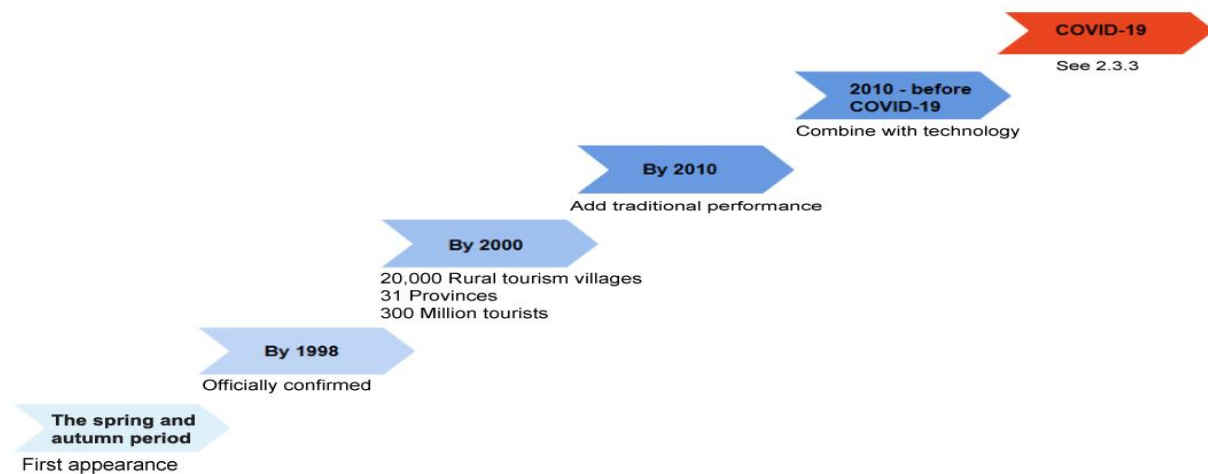 COVID-19
See 2.3.3
2010 - before
COVID-19
Combine with technology
By 2010
Add traditional performance
By 2000
20,000 Rural tourism villages
31 Provinces
300 Million tourists
By 1998
Officially confirmed
The spring and
autumn period
First appearance